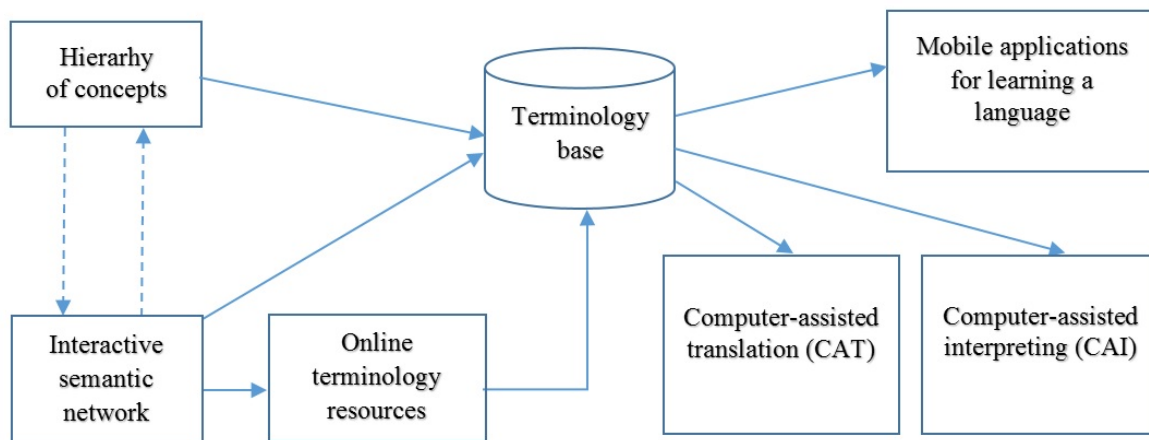 Hierarhy
of concepts
Terminology
base
Mobile applications
for learning a
language
Interactive
semantic
network
Online
terminology
resources
Computer-assisted
translation (CAT)
Computer-assisted
interpreting (CAI)